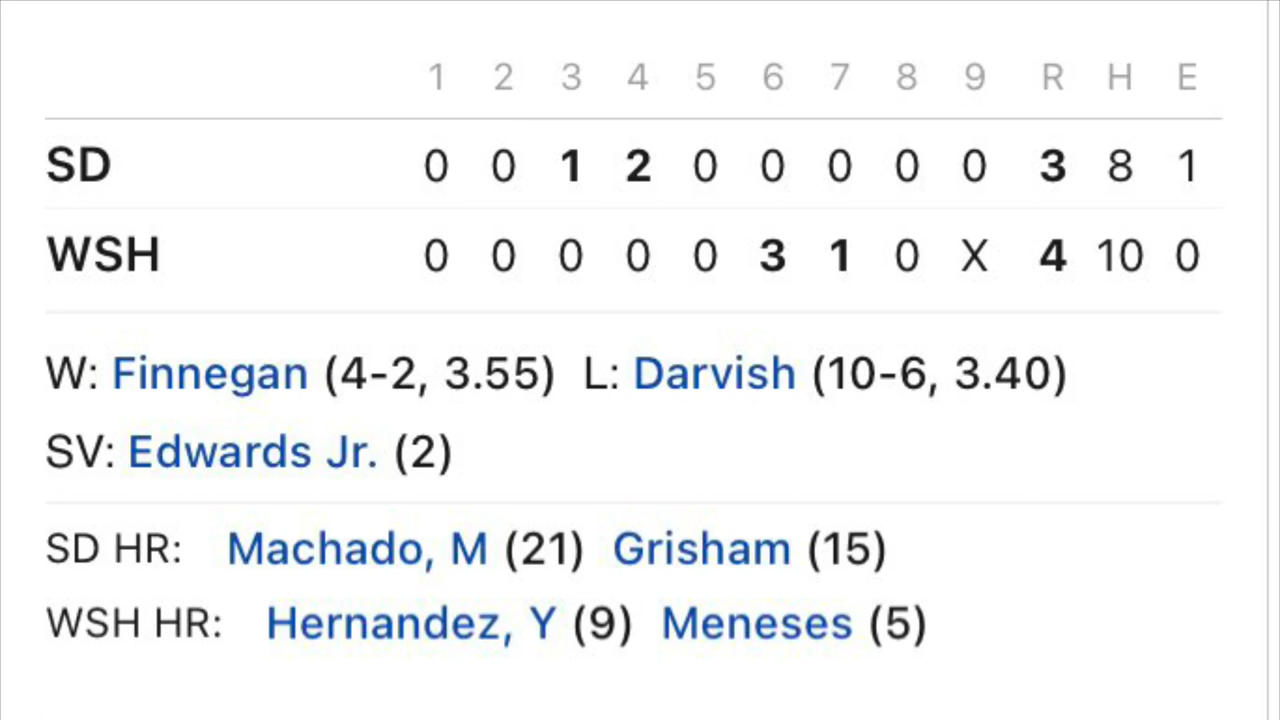 1 2 3 4 5 6 7 8 9 R H E
SD 0 0 1 2 0 0 0 0 0 3 8 1
WSH 0 0 0 0 0 3 1 0 X 4 10 0
W: Finnegan (4-2, 3.55) L: Darvish (10-6, 3.40)
SV: Edwards Jr. (2)
SD HR: Machado, M (21) Grisham (15)
WSH HR: Hernandez, Y (9) Meneses (5)